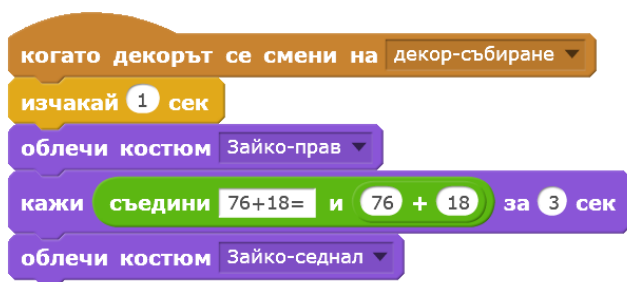 когато декорът се смени на декор-събиране
изчакай 1 сек
облечи костюм Зайко-прав
кажи съедини 76+18= и 76 + 18 за 3 сек
облечи костюм Зайко-седнал